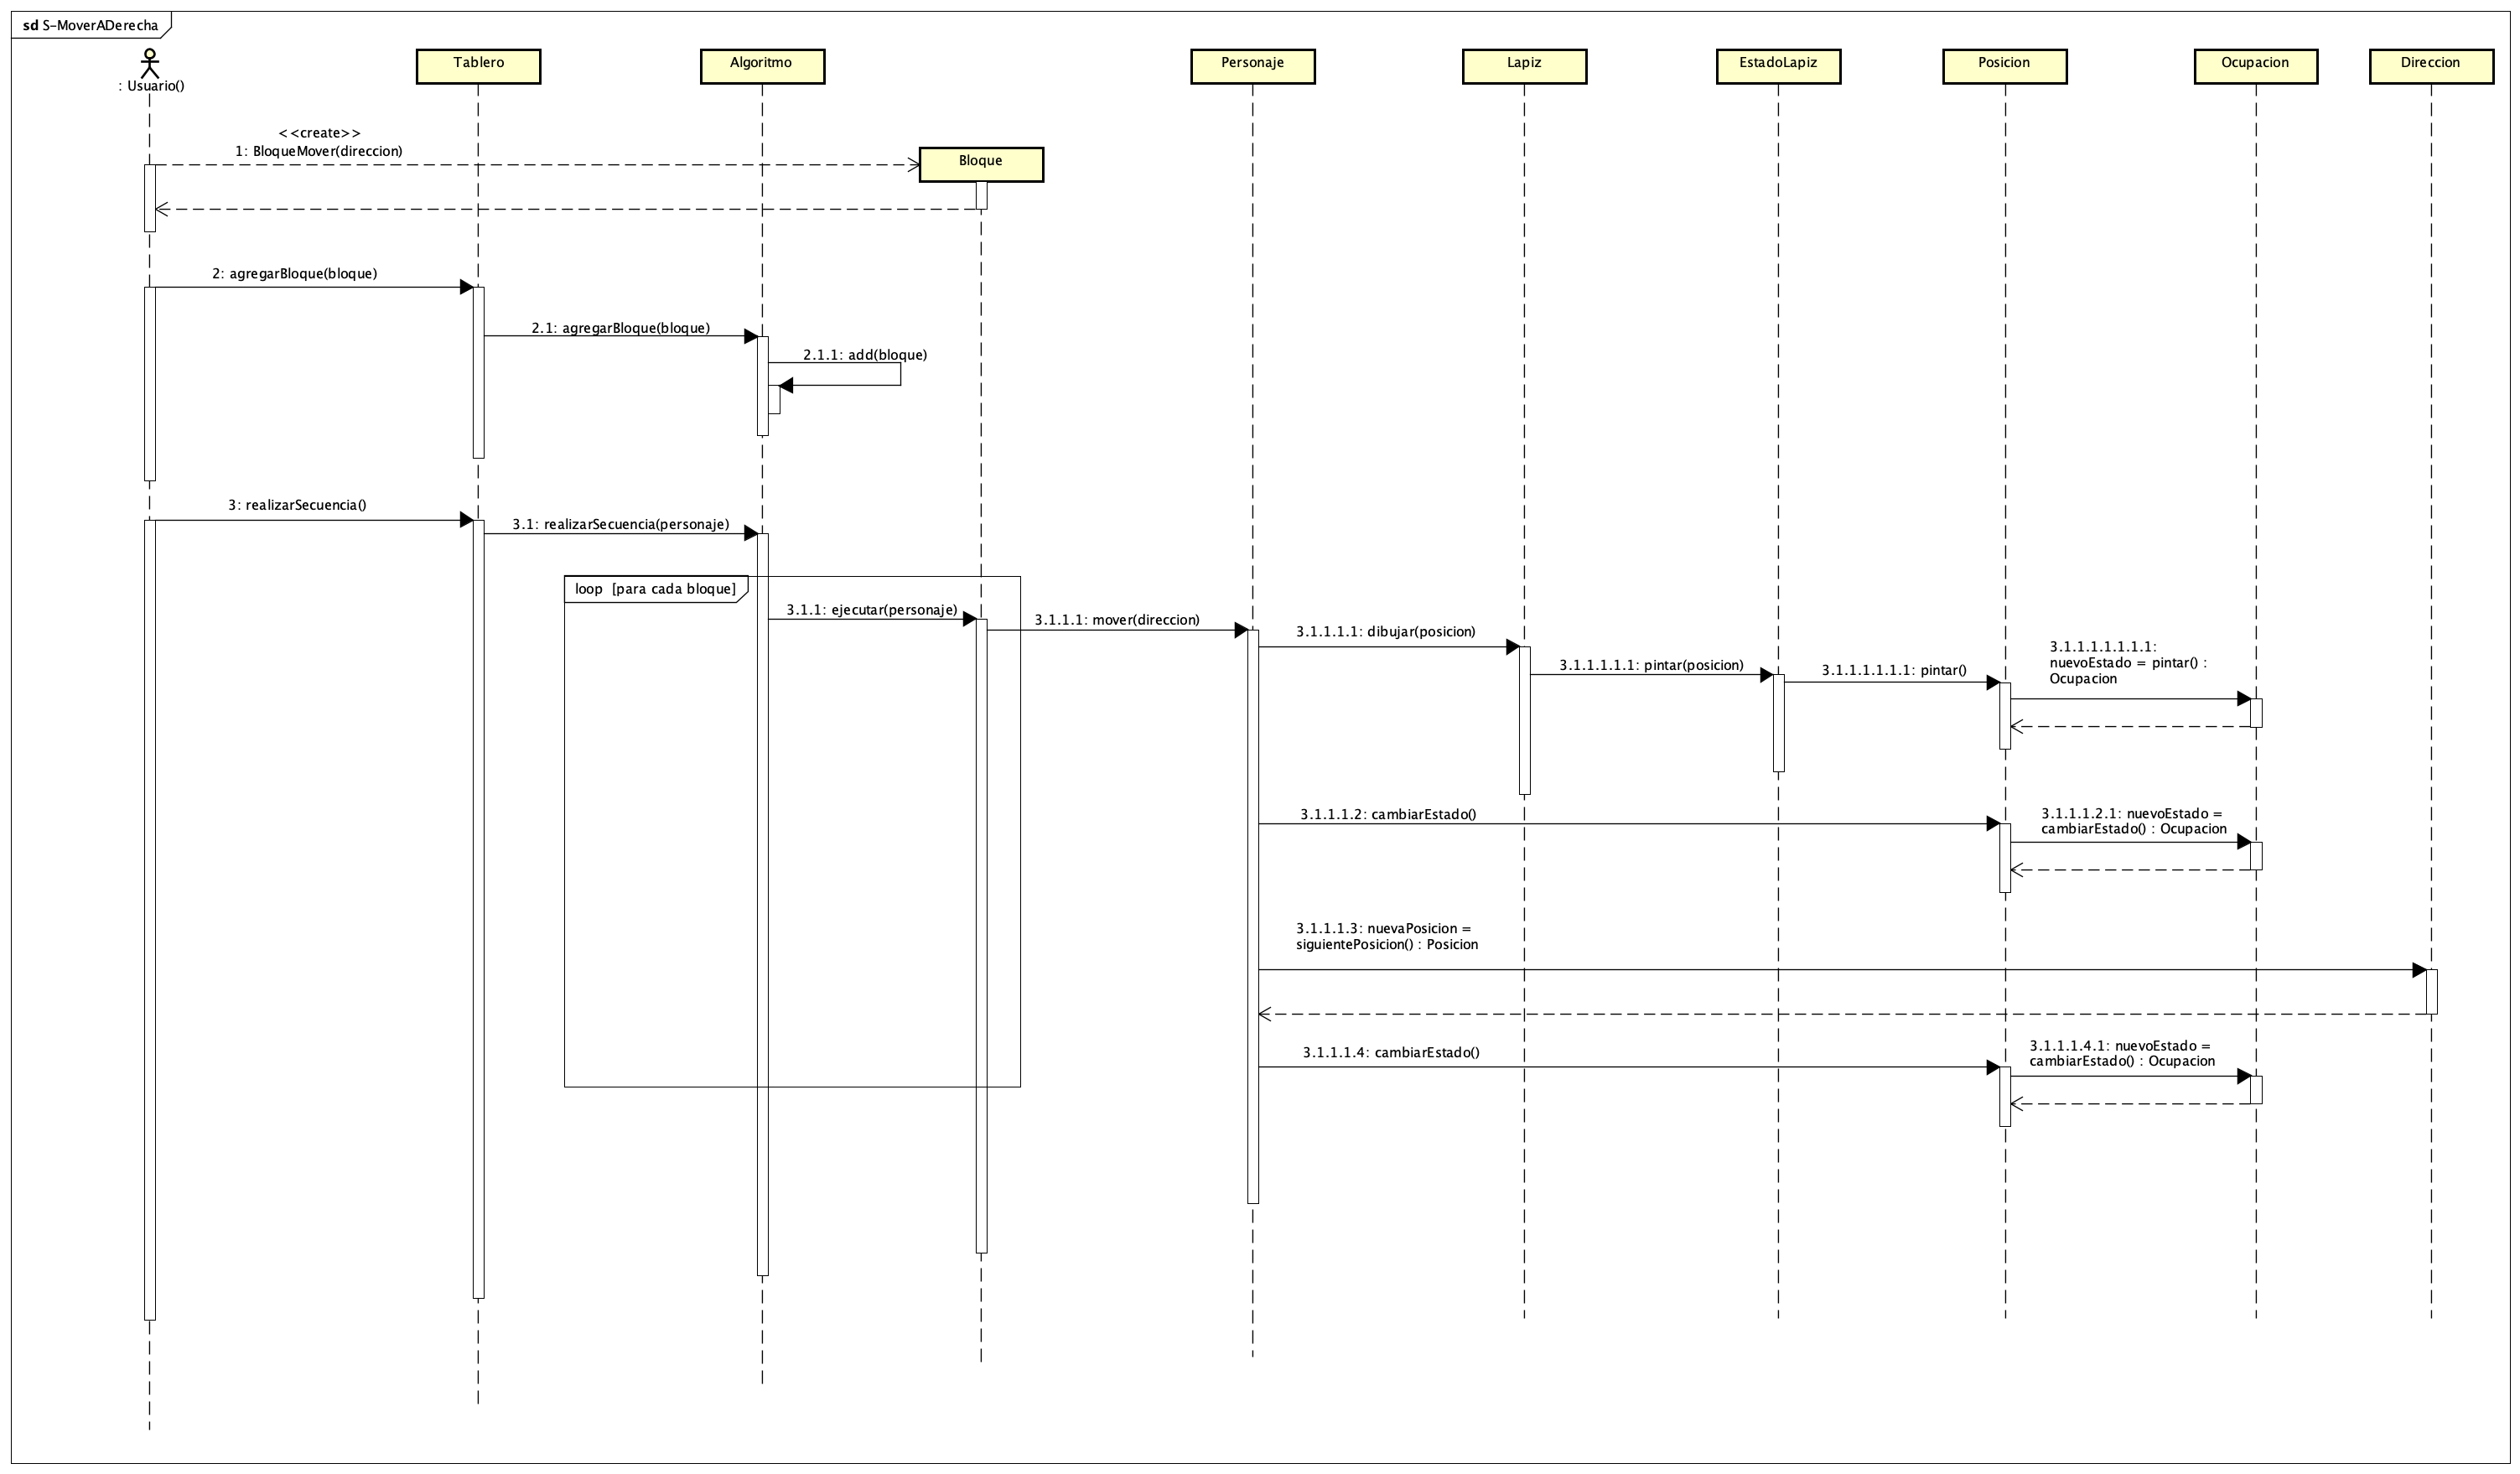 sd S-MoverADerecha
: Usuario()
Tablero
Algoritmo
Personaje
Lapiz
EstadoLapiz
Posicion
Ocupacion
Direccion
<<create>>
1: BloqueMover(direccion)
Bloque
2: agregarBloque(bloque)
2.1: agregarBloque(bloque)
2.1.1: add(bloque)
3: realizarSecuencia()
3.1: realizarSecuencia(personaje)
loop [para cada bloque]
3.1.1: ejecutar(personaje)
3.1.1.1: mover(direccion)
3.1.1.1.1: dibujar(posicion)
3.1.1.1.1.1: pintar(posicion)
3.1.1.1.1.1.1: pintar()
3.1.1.1.1.1.1.1:
nuevoEstado = pintar() :
Ocupacion
3.1.1.1.2: cambiarEstado()
3.1.1.1.2.1: nuevoEstado =
cambiarEstado() : Ocupacion
3.1.1.1.3: nuevaPosicion =
siguientePosicion() : Posicion
3.1.1.1.4: cambiarEstado()
3.1.1.1.4.1: nuevoEstado =
cambiarEstado() : Ocupacion